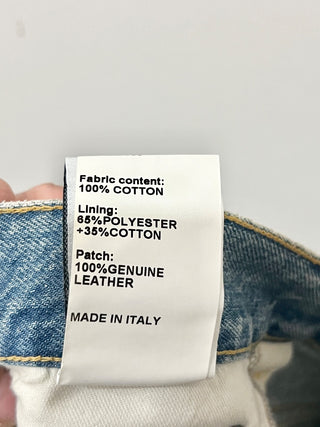 Fabric content:
100% COTTON
Lining:
65%POLYESTER
+35%COTTON
Patch:
100%GENUINE
LEATHER
MADE IN ITALY